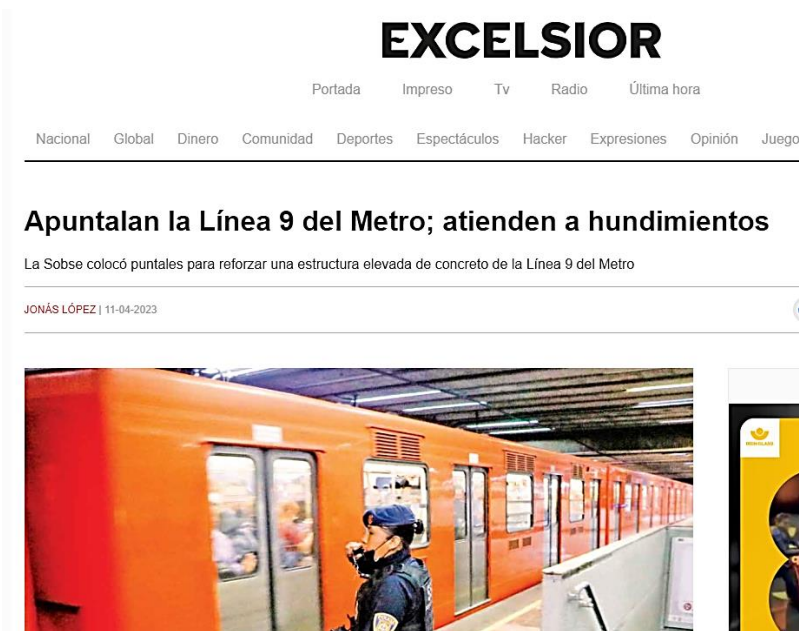 EXCELSIOR
Portada Impreso Tv Radio Última hora
Nacional Global Dinero Comunidad Deportes Espectáculos Hacker Expresiones Opinión Juego
Apuntalan la Línea 9 del Metro; atienden a hundimientos
La Sobse colocó puntales para reforzar una estructura elevada de concreto de la Línea 9 del Metro
JONÁS LÓPEZ | 11-04-2023